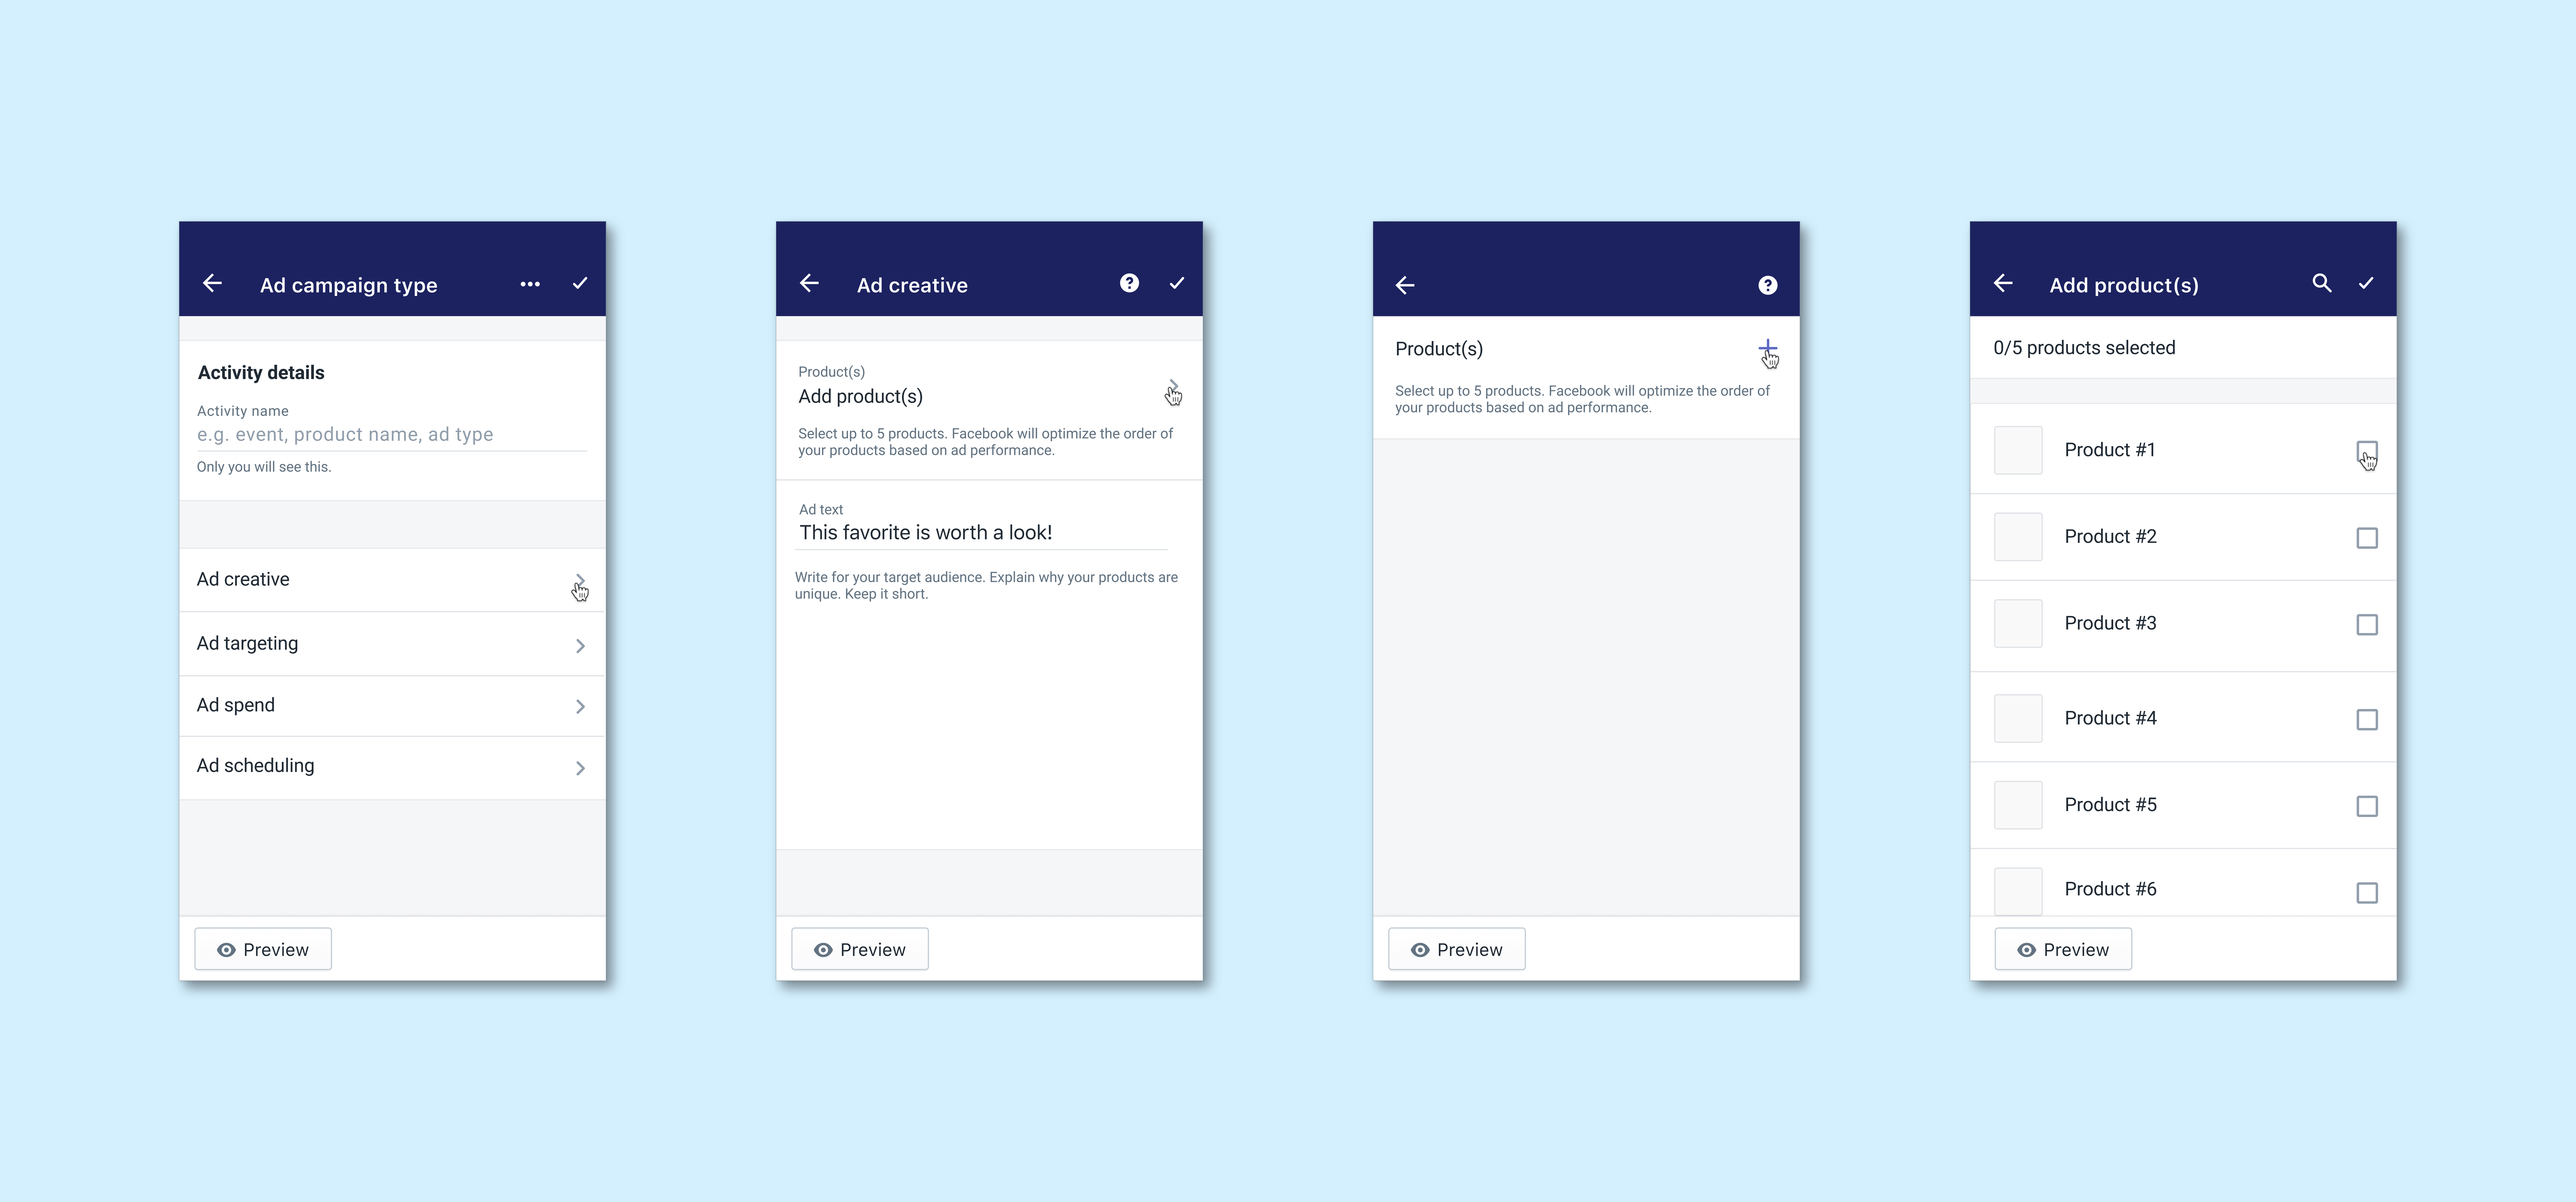 Ad campaign type
Activity details
Activity name
e.g. event, product name, ad type
Only you will see this.
Ad creative
Ad targeting
Ad spend
Ad scheduling
Preview
Ad creative
Product(s)
Add product(s)
Select up to 5 products. Facebook will optimize the order of
your products based on ad performance.
Ad text
This favorite is worth a look!
Write for your target audience. Explain why your products are
unique. Keep it short.
Preview
Product(s)
Select up to 5 products. Facebook will optimize the order of
your products based on ad performance.
Preview
Add product(s)
0/5 products selected
Product #1
Product #2
Product #3
Product #4
Product #5
Product #6
Preview